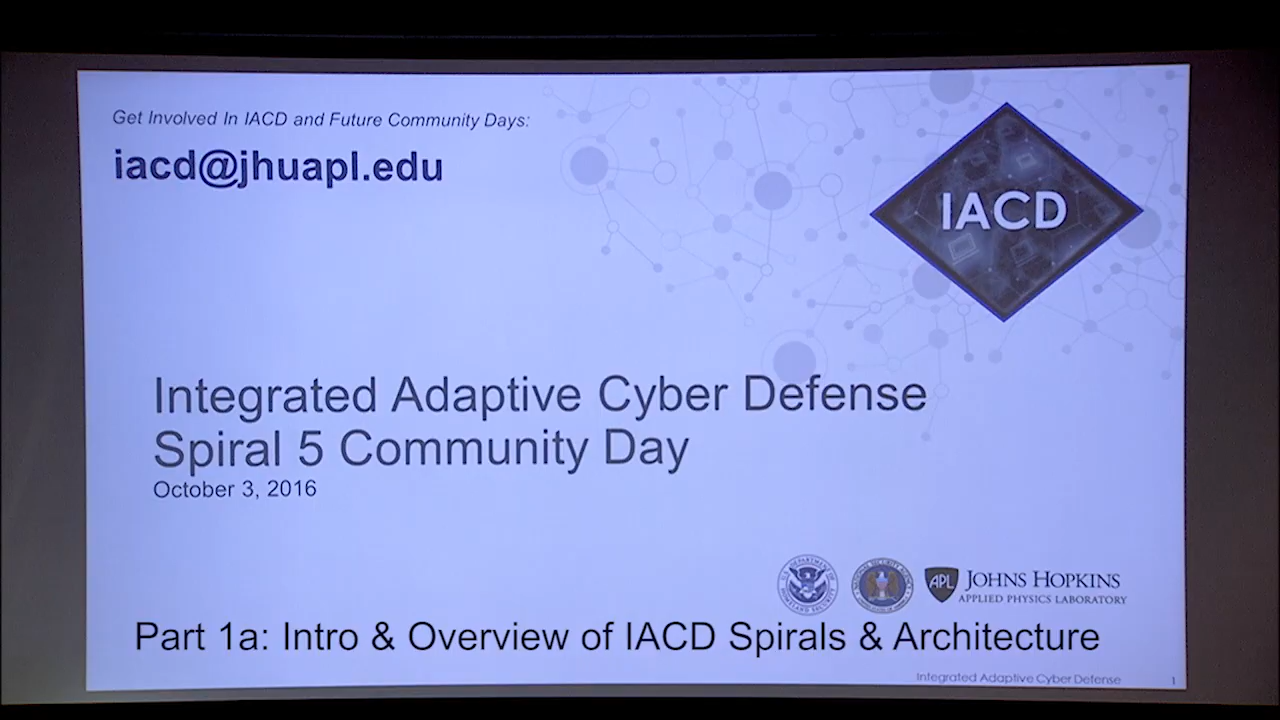 Get Involved In IACD and Future Community Days:
iacd@jhuapl.edu
IACD
Integrated Adaptive Cyber Defense
Spiral 5 Community Day
October 3, 2016
APL
JOHNS HOPKINS
APPLIED PHYSICS LABORATORY
Part 1a: Intro & Overview of IACD Spirals & Architecture
Integrated Adaptive Cyber Defense 1